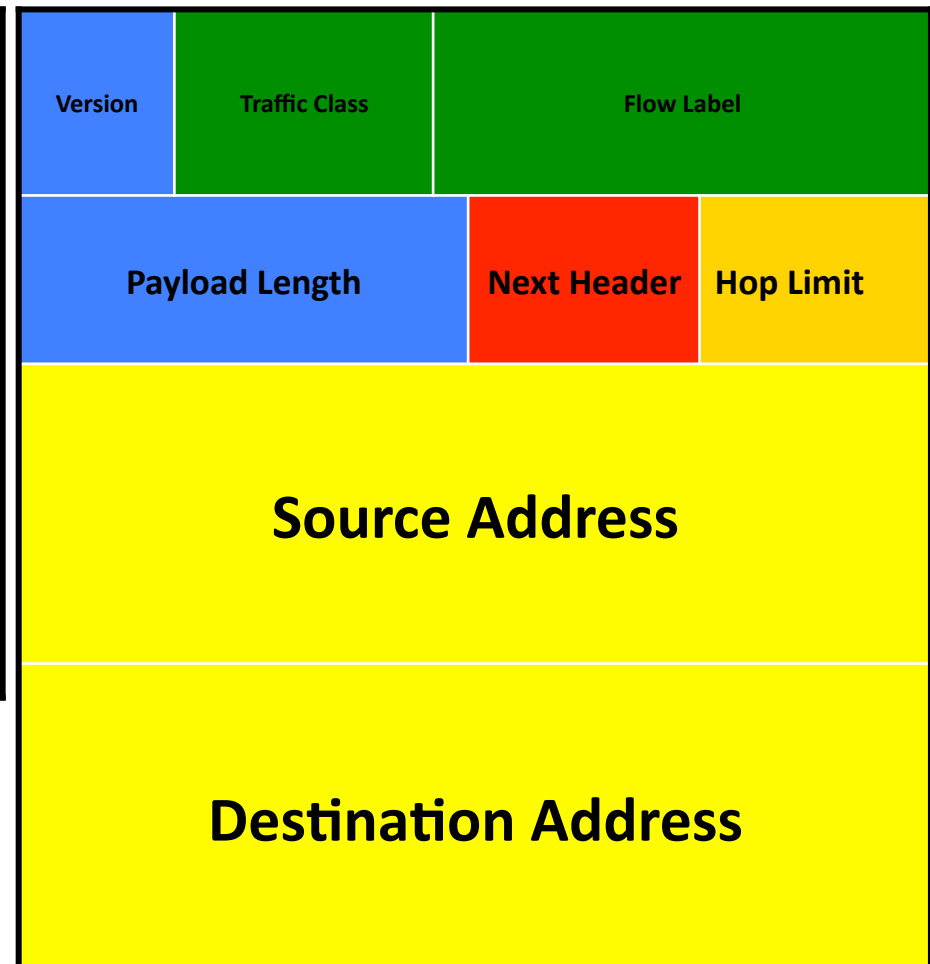 Version
Traffic Class
Flow Label
Payload Length
Next Header
Hop Limit
Source Address
Destination Address